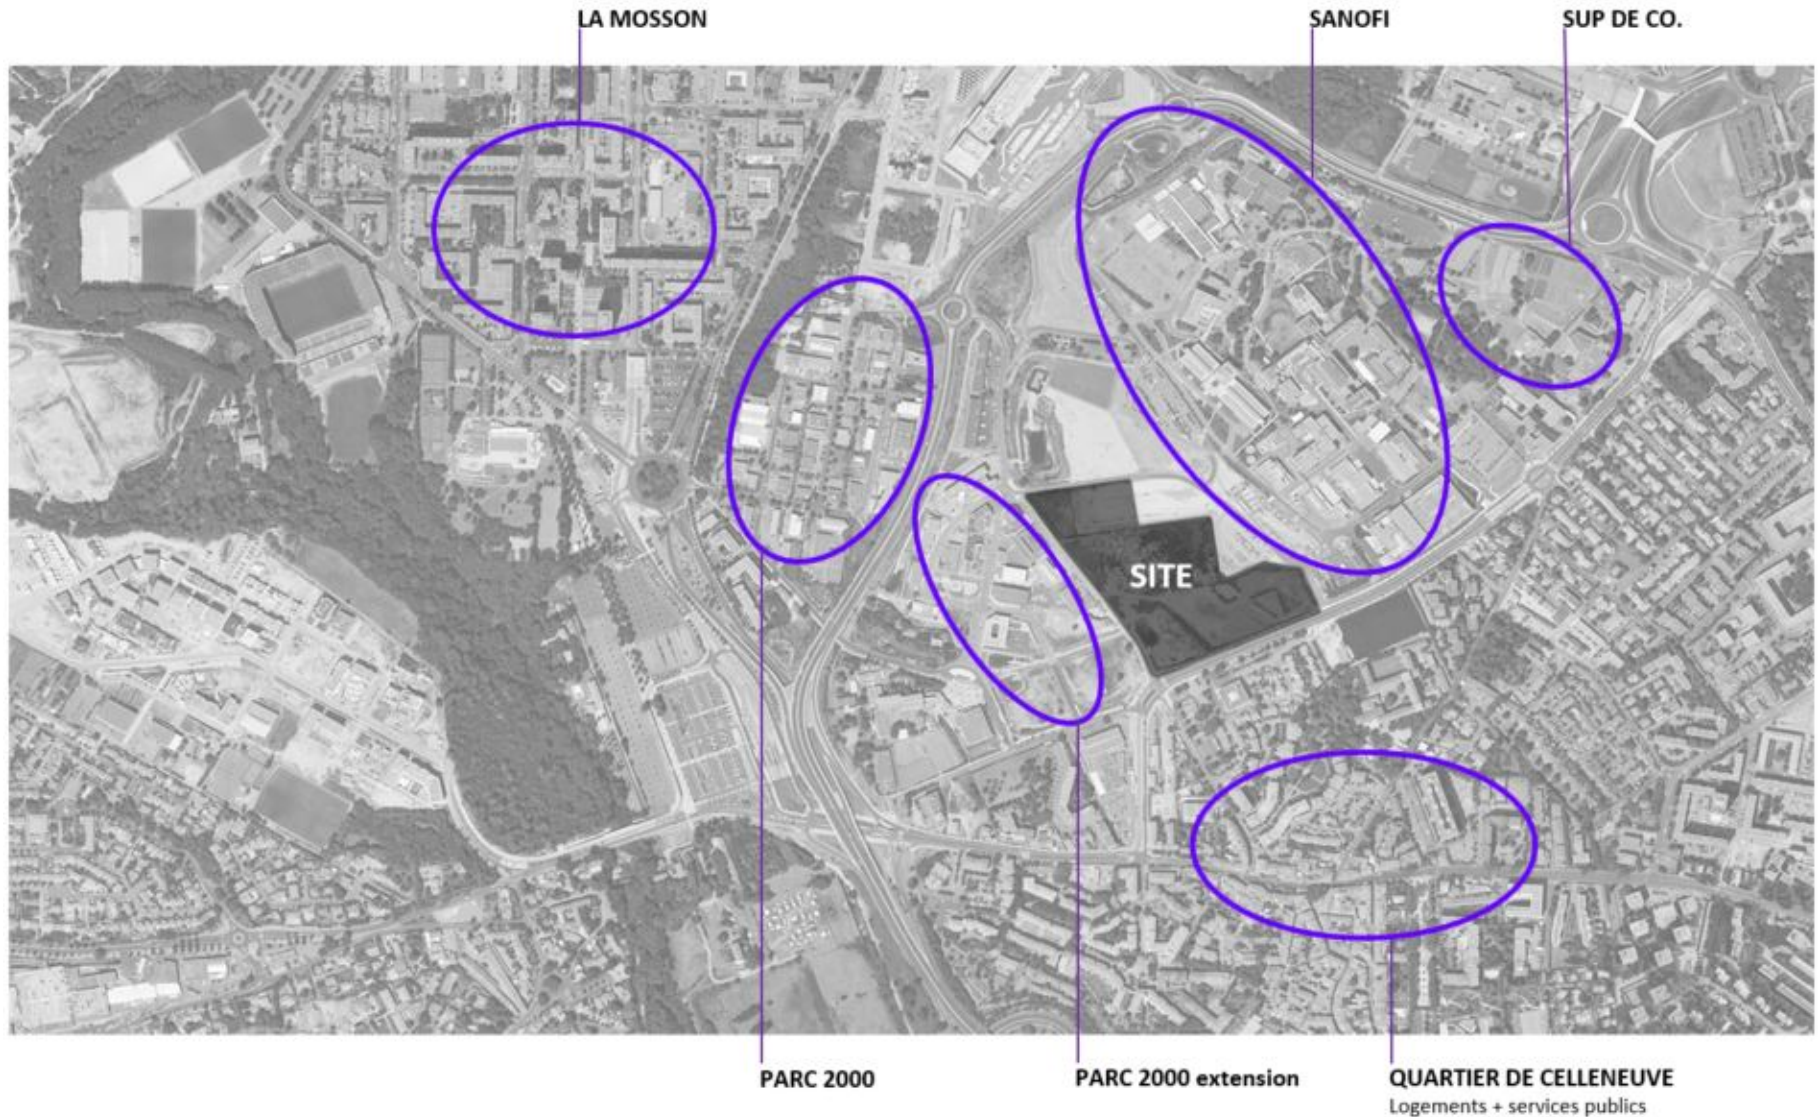 LA MOSSON
SANOFI
SUP DE CO.
SITE
PARC 2000
PARC 2000 extension
QUARTIER DE CELLENEUVE
Logements + services publics